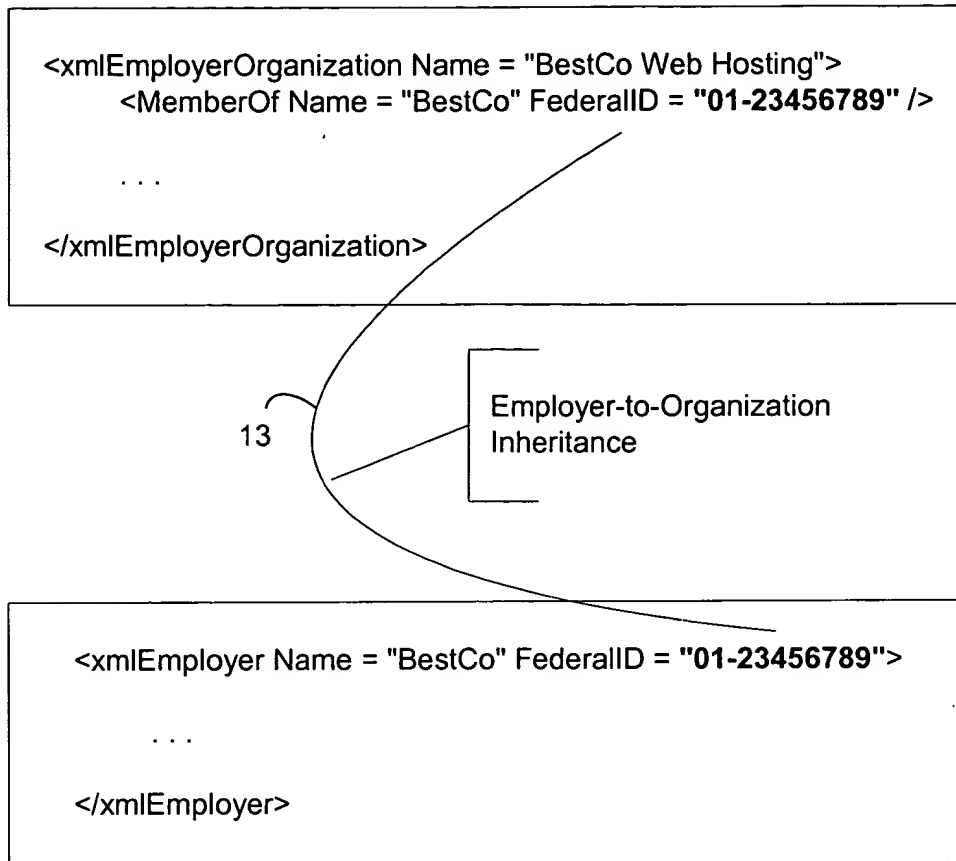 <xmlEmployerOrganization Name = "BestCo Web Hosting">
<MemberOf Name = "BestCo" FederalID = "01-23456789" />
. . .
</xmlEmployerOrganization>
13
Employer-to-Organization
Inheritance
<xmlEmployer Name = "BestCo" FederalID = "01-23456789">
. . .
</xmlEmployer>